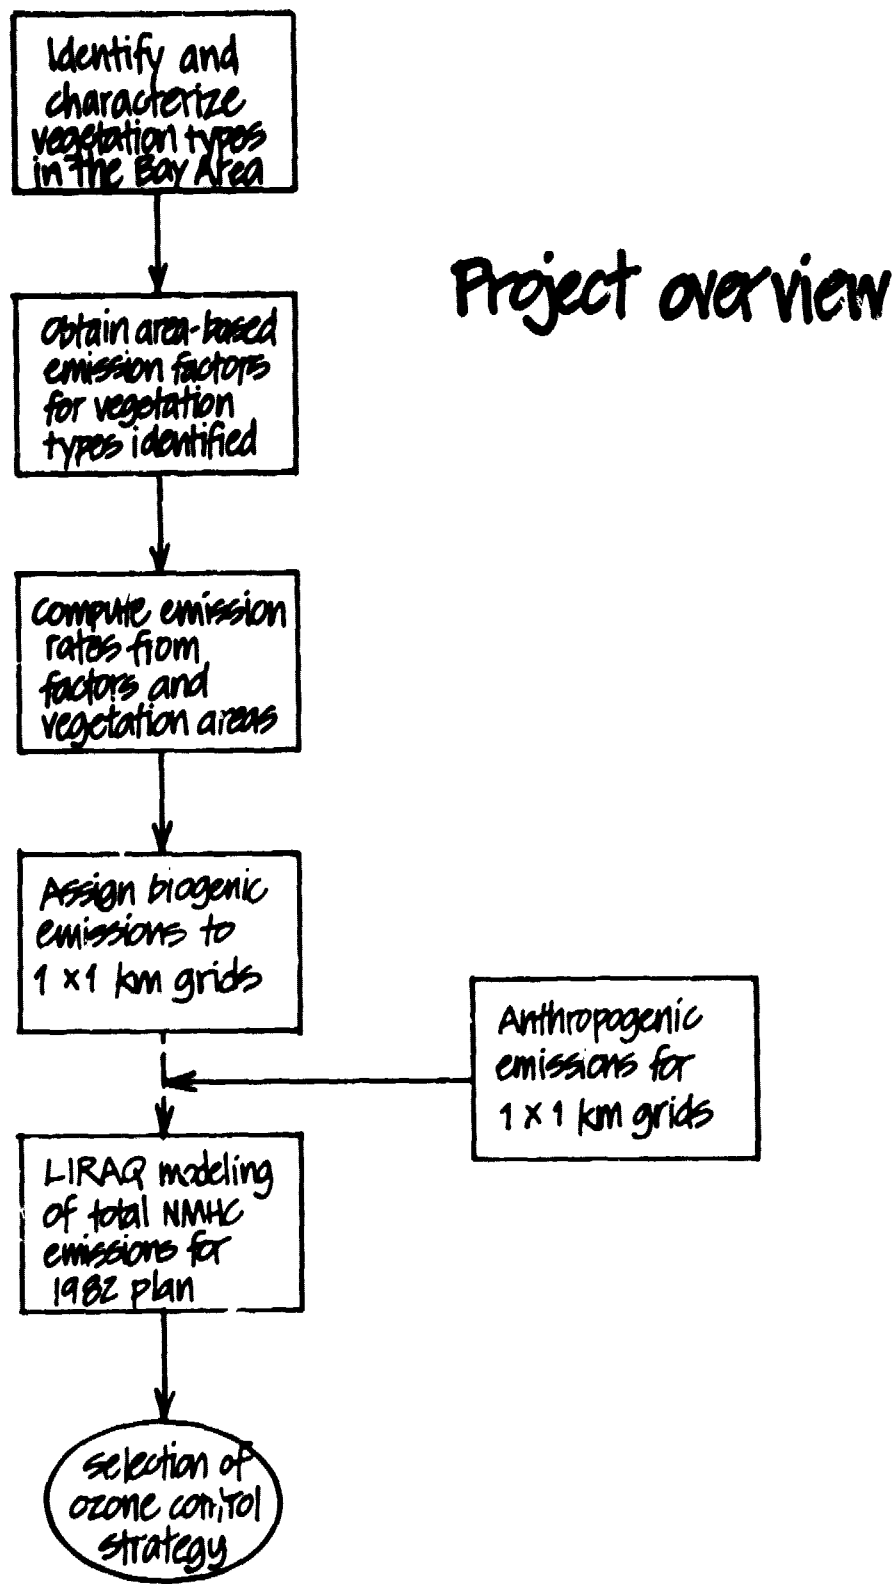 Identify and
characterize
vegetation types
in the Bay Area
Project overview
Obtain area-based
emission factors
for vegetation
types identified
Compute emission
rates from
factors and
vegetation areas
Assign biogenic
emissions to
1 x 1 km grids
Anthropogenic
emissions for
1 x 1 km grids
LIRAQ modeling
of total NMHC
emissions for
1982 plan
Selection of
ozone control
strategy